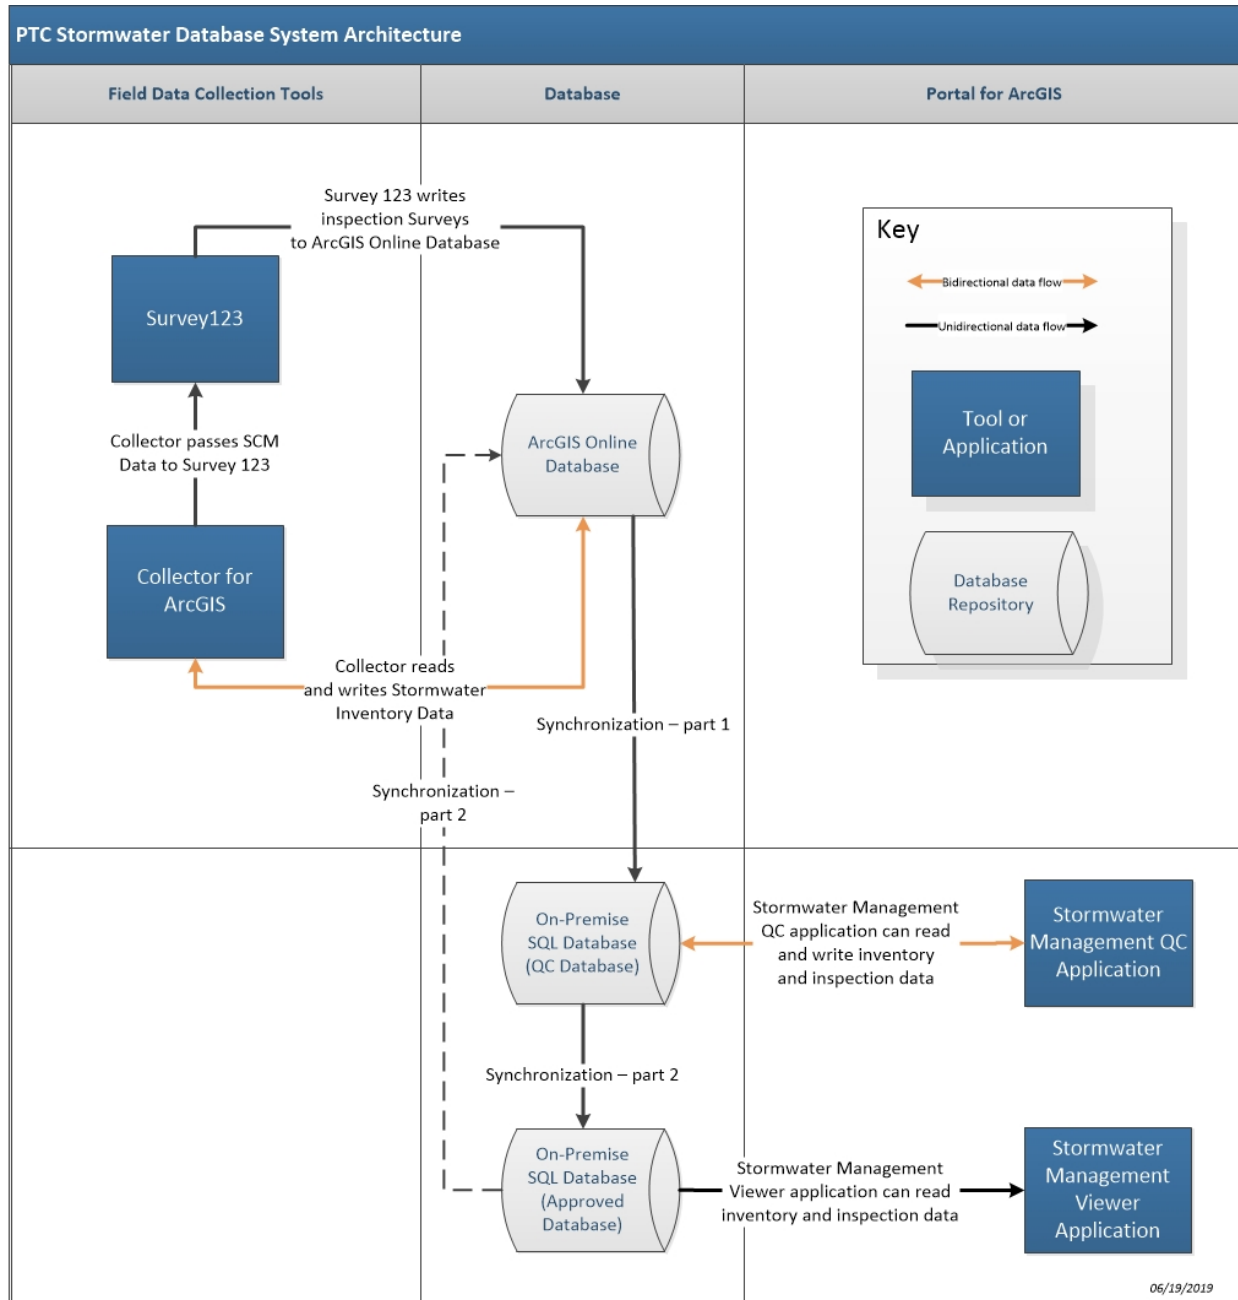 PTC Stormwater Database System Architecture
Field Data Collection Tools
Database
Portal for ArcGIS
Survey 123 writes
inspection Surveys
to ArcGIS Online Database
Key
Bidirectional data flow
Unidirectional data flow
Tool or
Application
Database
Repository
Survey123
ArcGIS Online
Database
Collector passes SCM
Data to Survey 123
Collector for
ArcGIS
Collector reads
and writes Stormwater
Inventory Data
Synchronization – part 1
Synchronization –
part 2
On-Premise
SQL Database
(QC Database)
Stormwater Management
QC application can read
and write inventory
and inspection data
Stormwater
Management QC
Application
Synchronization – part 2
On-Premise
SQL Database
(Approved
Database)
Stormwater Management
Viewer application can read
inventory and inspection data
Stormwater
Management
Viewer
Application
06/19/2019